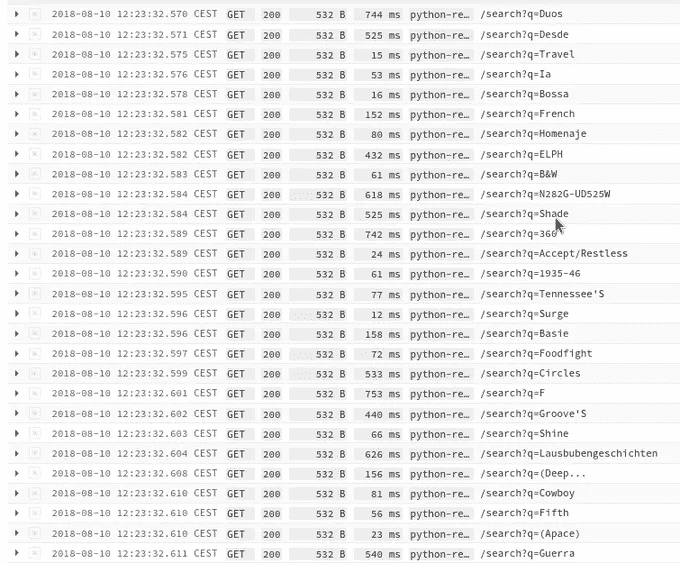 2018-08-10 12:23:32.570 CEST GET 200 532 B 744 ms python-re… /search?q=Duos
2018-08-10 12:23:32.571 CEST GET 200 532 B 525 ms python-re… /search?q=Desde
2018-08-10 12:23:32.575 CEST GET 200 532 B 15 ms python-re… /search?q=Travel
2018-08-10 12:23:32.576 CEST GET 200 532 B 53 ms python-re… /search?q=Ia
2018-08-10 12:23:32.578 CEST GET 200 532 B 16 ms python-re… /search?q=Bossa
2018-08-10 12:23:32.581 CEST GET 200 532 B 152 ms python-re… /search?q=French
2018-08-10 12:23:32.582 CEST GET 200 532 B 80 ms python-re… /search?q=Homenaje
2018-08-10 12:23:32.582 CEST GET 200 532 B 432 ms python-re… /search?q=ELPH
2018-08-10 12:23:32.583 CEST GET 200 532 B 61 ms python-re… /search?q=B&W
2018-08-10 12:23:32.584 CEST GET 200 532 B 618 ms python-re… /search?q=N282G-UD525W
2018-08-10 12:23:32.584 CEST GET 200 532 B 525 ms python-re… /search?q=Shade
2018-08-10 12:23:32.589 CEST GET 200 532 B 742 ms python-re… /search?q=360
2018-08-10 12:23:32.589 CEST GET 200 532 B 24 ms python-re… /search?q=Accept/Restless
2018-08-10 12:23:32.590 CEST GET 200 532 B 61 ms python-re… /search?q=1935-46
2018-08-10 12:23:32.595 CEST GET 200 532 B 77 ms python-re… /search?q=Tennessee'S
2018-08-10 12:23:32.596 CEST GET 200 532 B 12 ms python-re… /search?q=Surge
2018-08-10 12:23:32.596 CEST GET 200 532 B 158 ms python-re… /search?q=Basie
2018-08-10 12:23:32.597 CEST GET 200 532 B 72 ms python-re… /search?q=Foodfight
2018-08-10 12:23:32.599 CEST GET 200 532 B 533 ms python-re… /search?q=Circles
2018-08-10 12:23:32.601 CEST GET 200 532 B 753 ms python-re… /search?q=F
2018-08-10 12:23:32.602 CEST GET 200 532 B 440 ms python-re… /search?q=Groove'S
2018-08-10 12:23:32.603 CEST GET 200 532 B 66 ms python-re… /search?q=Shine
2018-08-10 12:23:32.604 CEST GET 200 532 B 626 ms python-re… /search?q=Lausbubengeschichten
2018-08-10 12:23:32.608 CEST GET 200 532 B 156 ms python-re… /search?q=(Deep...
2018-08-10 12:23:32.610 CEST GET 200 532 B 81 ms python-re… /search?q=Cowboy
2018-08-10 12:23:32.610 CEST GET 200 532 B 56 ms python-re… /search?q=Fifth
2018-08-10 12:23:32.610 CEST GET 200 532 B 23 ms python-re… /search?q=(Apace)
2018-08-10 12:23:32.611 CEST GET 200 532 B 540 ms python-re… /search?q=Guerra